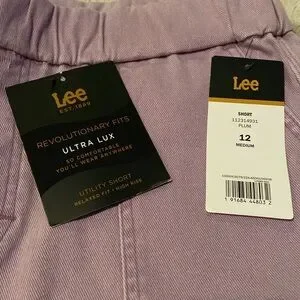 Lee
EST. 1889
REVOLUTIONARY FITS
ULTRA LUX
SO COMFORTABLE
YOU'LL WEAR ANYWHERE
UTILITY SHORT
RELAXED FIT / HIGH RISE
Lee
SHORT
112314931
PLUM
12
MEDIUM
1 91684 44803 2